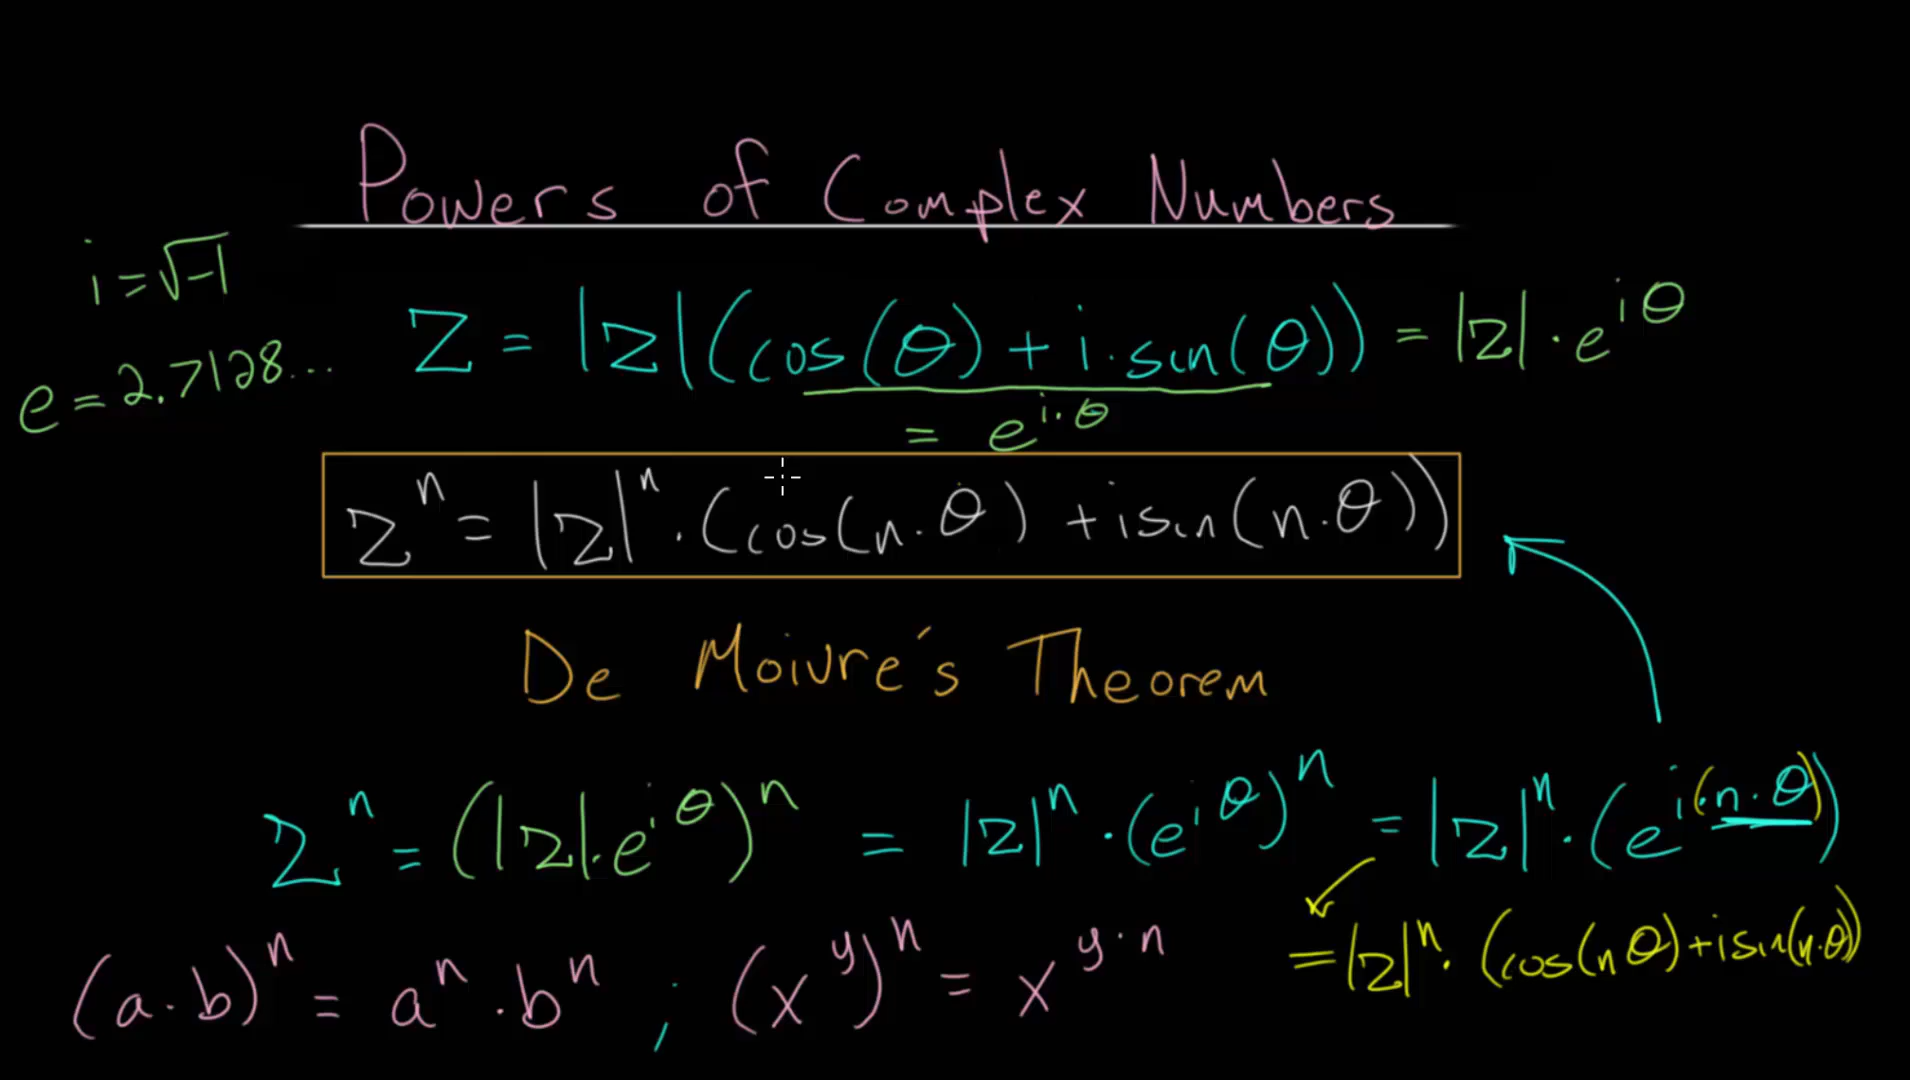 Powers of Complex Numbers
i = √-1
z = |z|(cos(θ) + i·sin(θ)) = |z|·e^{iθ}
e = 2.7128...
= e^{i·θ}
z^n = |z|^n · (cos(n·θ) + isin(n·θ))
De Moivre's Theorem
z^n = (|z|·e^{iθ})^n = |z|^n · (e^{iθ})^n = |z|^n · (e^{i(·n·θ)})
= |z|^n · (cos(nθ) + isin(n·θ))
(a·b)^n = a^n · b^n ; (x^y)^n = x^{y·n}